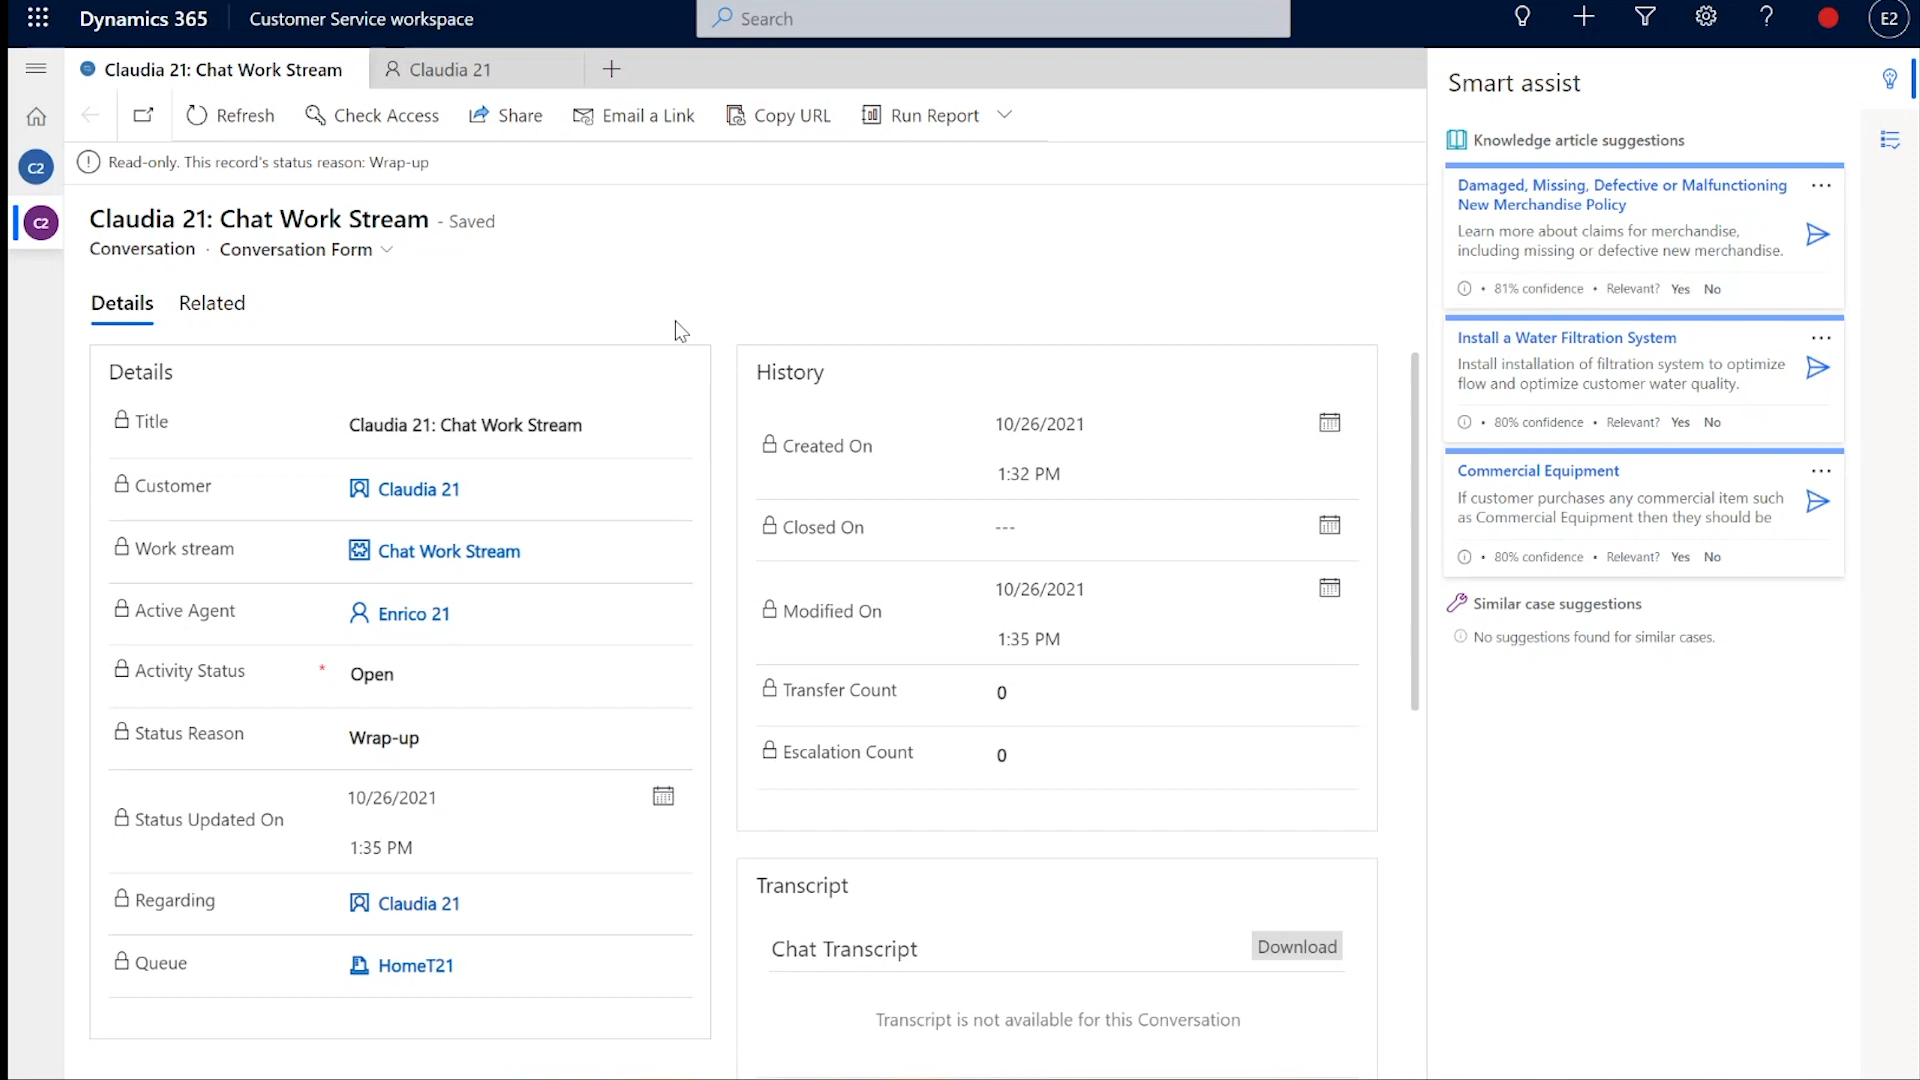 Dynamics 365
Customer Service workspace
Search
E2
Claudia 21: Chat Work Stream
Claudia 21
Refresh
Check Access
Share
Email a Link
Copy URL
Run Report
C2
Read-only. This record's status reason: Wrap-up
C2
Claudia 21: Chat Work Stream - Saved
Conversation · Conversation Form
Details
Related
Details
Title
Claudia 21: Chat Work Stream
Customer
Claudia 21
Work stream
Chat Work Stream
Active Agent
Enrico 21
Activity Status *
Open
Status Reason
Wrap-up
Status Updated On
10/26/2021
1:35 PM
Regarding
Claudia 21
Queue
HomeT21
History
Created On
10/26/2021
1:32 PM
Closed On
---
Modified On
10/26/2021
1:35 PM
Transfer Count
0
Escalation Count
0
Transcript
Chat Transcript
Download
Transcript is not available for this Conversation
Smart assist
Knowledge article suggestions
Damaged, Missing, Defective or Malfunctioning
New Merchandise Policy
Learn more about claims for merchandise,
including missing or defective new merchandise.
• 81% confidence • Relevant? Yes No
Install a Water Filtration System
Install installation of filtration system to optimize
flow and optimize customer water quality.
• 80% confidence • Relevant? Yes No
Commercial Equipment
If customer purchases any commercial item such
as Commercial Equipment then they should be
• 80% confidence • Relevant? Yes No
Similar case suggestions
No suggestions found for similar cases.